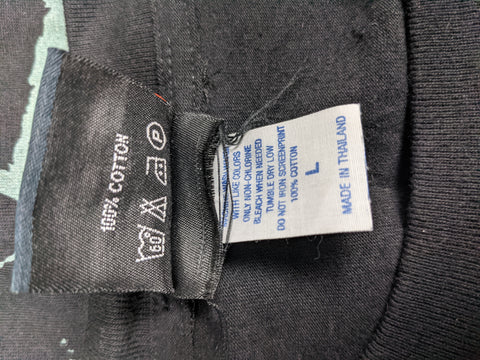 100% COTTON
60
P
WITH LIKE COLORS
ONLY NON-CHLORINE
BLEACH WHEN NEEDED
TUMBLE DRY LOW
DO NOT IRON SCREENPRINT
100% COTTON
L
MADE IN THAILAND